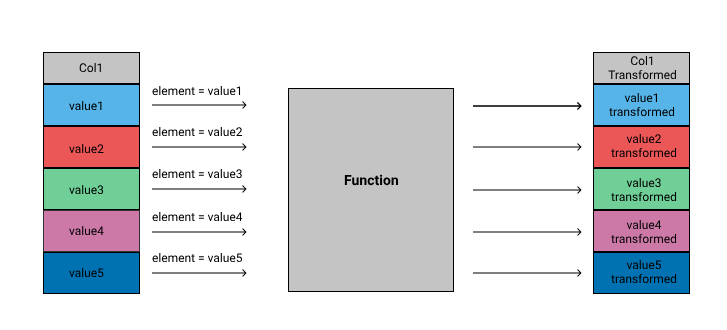 Col1
value1
value2
value3
value4
value5
element = value1
element = value2
element = value3
element = value4
element = value5
Function
Col1
Transformed
value1
transformed
value2
transformed
value3
transformed
value4
transformed
value5
transformed